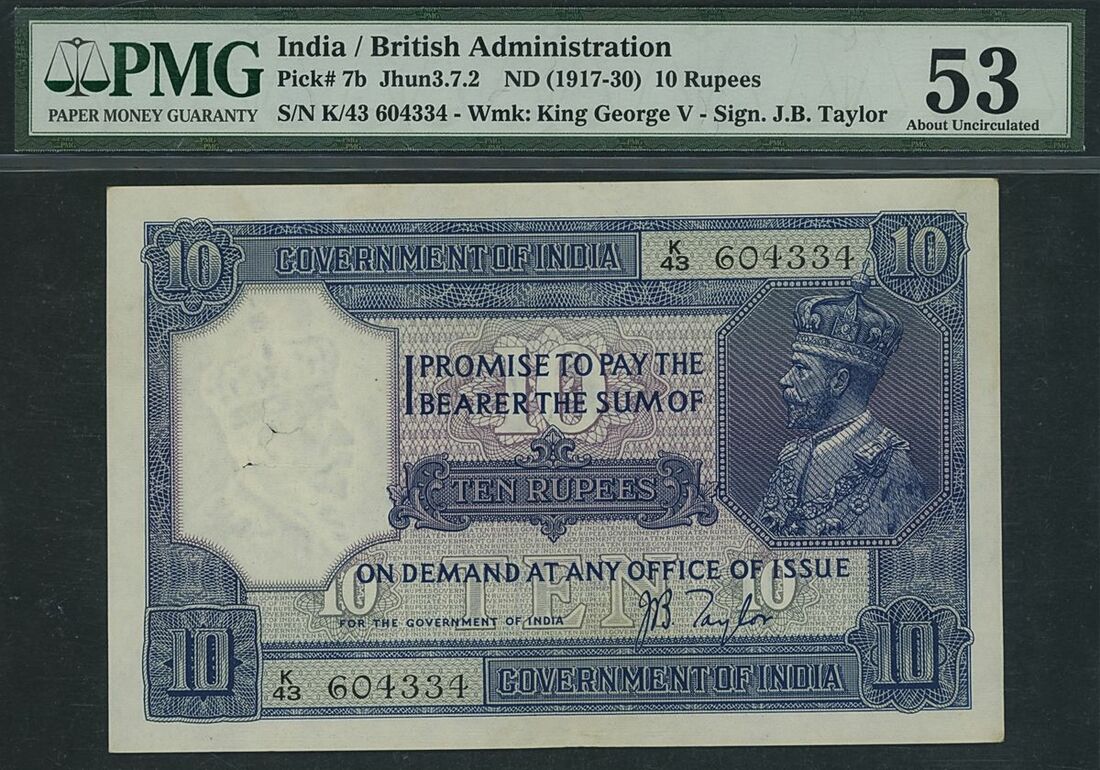 PMG
PAPER MONEY GUARANTY
India / British Administration
Pick# 7b Jhun3.7.2 ND (1917-30) 10 Rupees
S/N K/43 604334 - Wmk: King George V - Sign. J.B. Taylor
53
About Uncirculated
10
GOVERNMENT OF INDIA
K
43 604334
10
I PROMISE TO PAY THE
BEARER THE SUM OF
10
TEN RUPEES
ON DEMAND AT ANY OFFICE OF ISSUE
10 TEN 10
FOR THE GOVERNMENT OF INDIA
J.B. Taylor
10
K
43 604334
GOVERNMENT OF INDIA
10